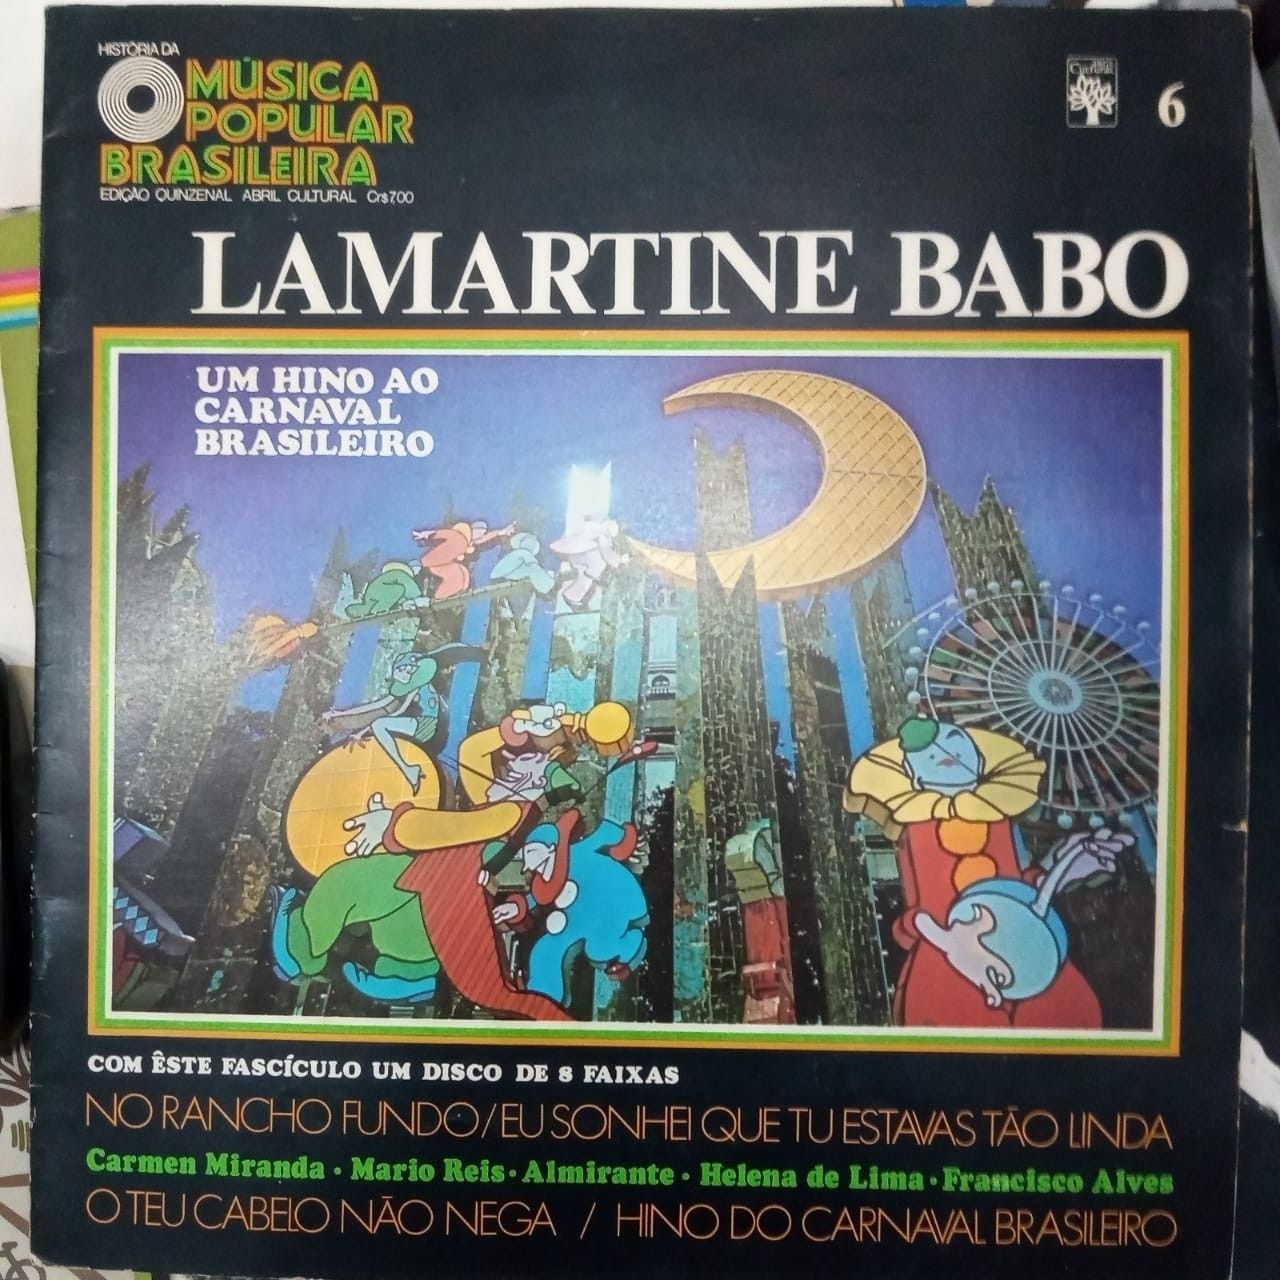 HISTÓRIA DA
MÚSICA
POPULAR
BRASILEIRA
EDIÇÃO QUINZENAL ABRIL CULTURAL Cr$7,00
abril
Cultural
6
LAMARTINE BABO
UM HINO AO
CARNAVAL
BRASILEIRO
COM ÊSTE FASCÍCULO UM DISCO DE 8 FAIXAS
NO RANCHO FUNDO/EU SONHEI QUE TU ESTAVAS TÃO LINDA
Carmen Miranda • Mario Reis • Almirante • Helena de Lima • Francisco Alves
O TEU CABELO NÃO NEGA / HINO DO CARNAVAL BRASILEIRO